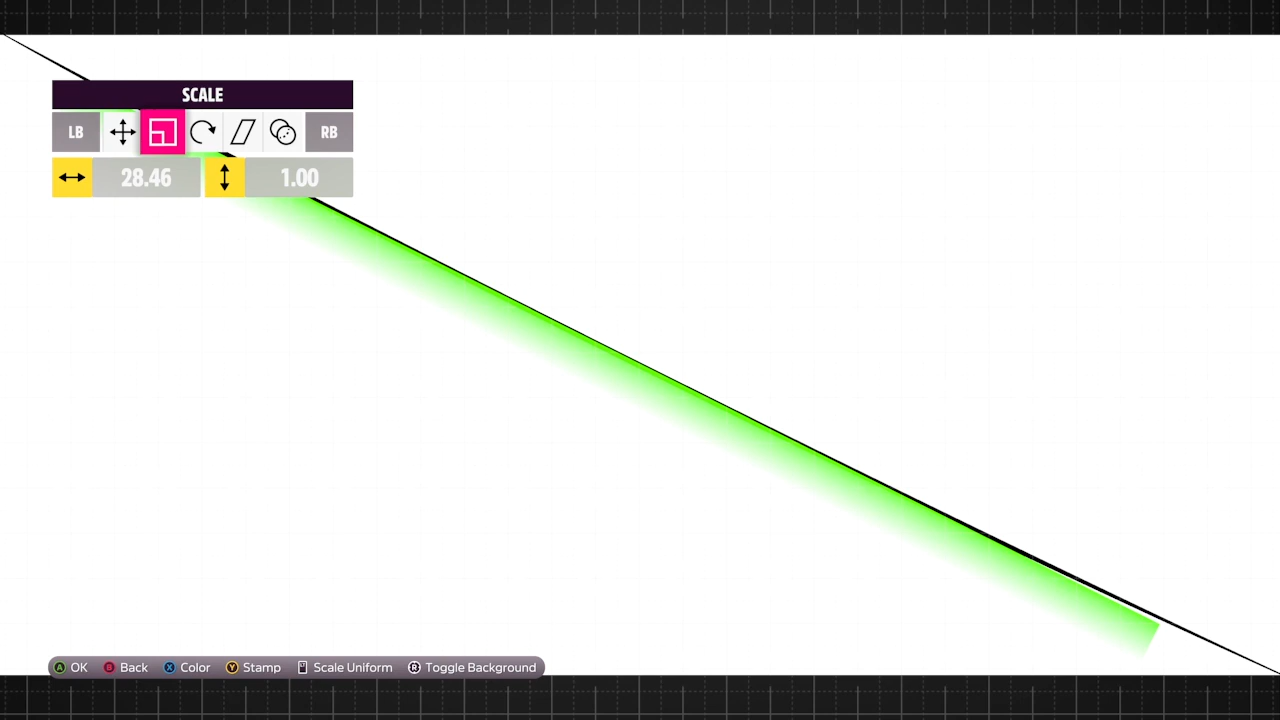 SCALE
LB RB
28.46 1.00
A OK B Back X Color Y Stamp Scale Uniform R Toggle Background